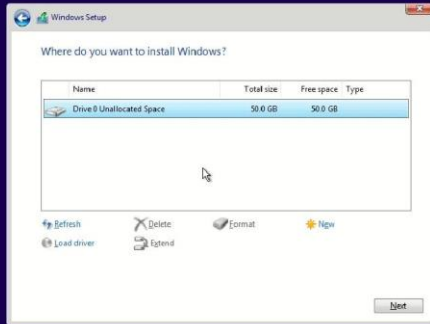 Windows Setup
Where do you want to install Windows?
Name Total size Free space Type
Drive 0 Unallocated Space 50.0 GB 50.0 GB
Refresh Delete Format New
Load driver Extend
Next